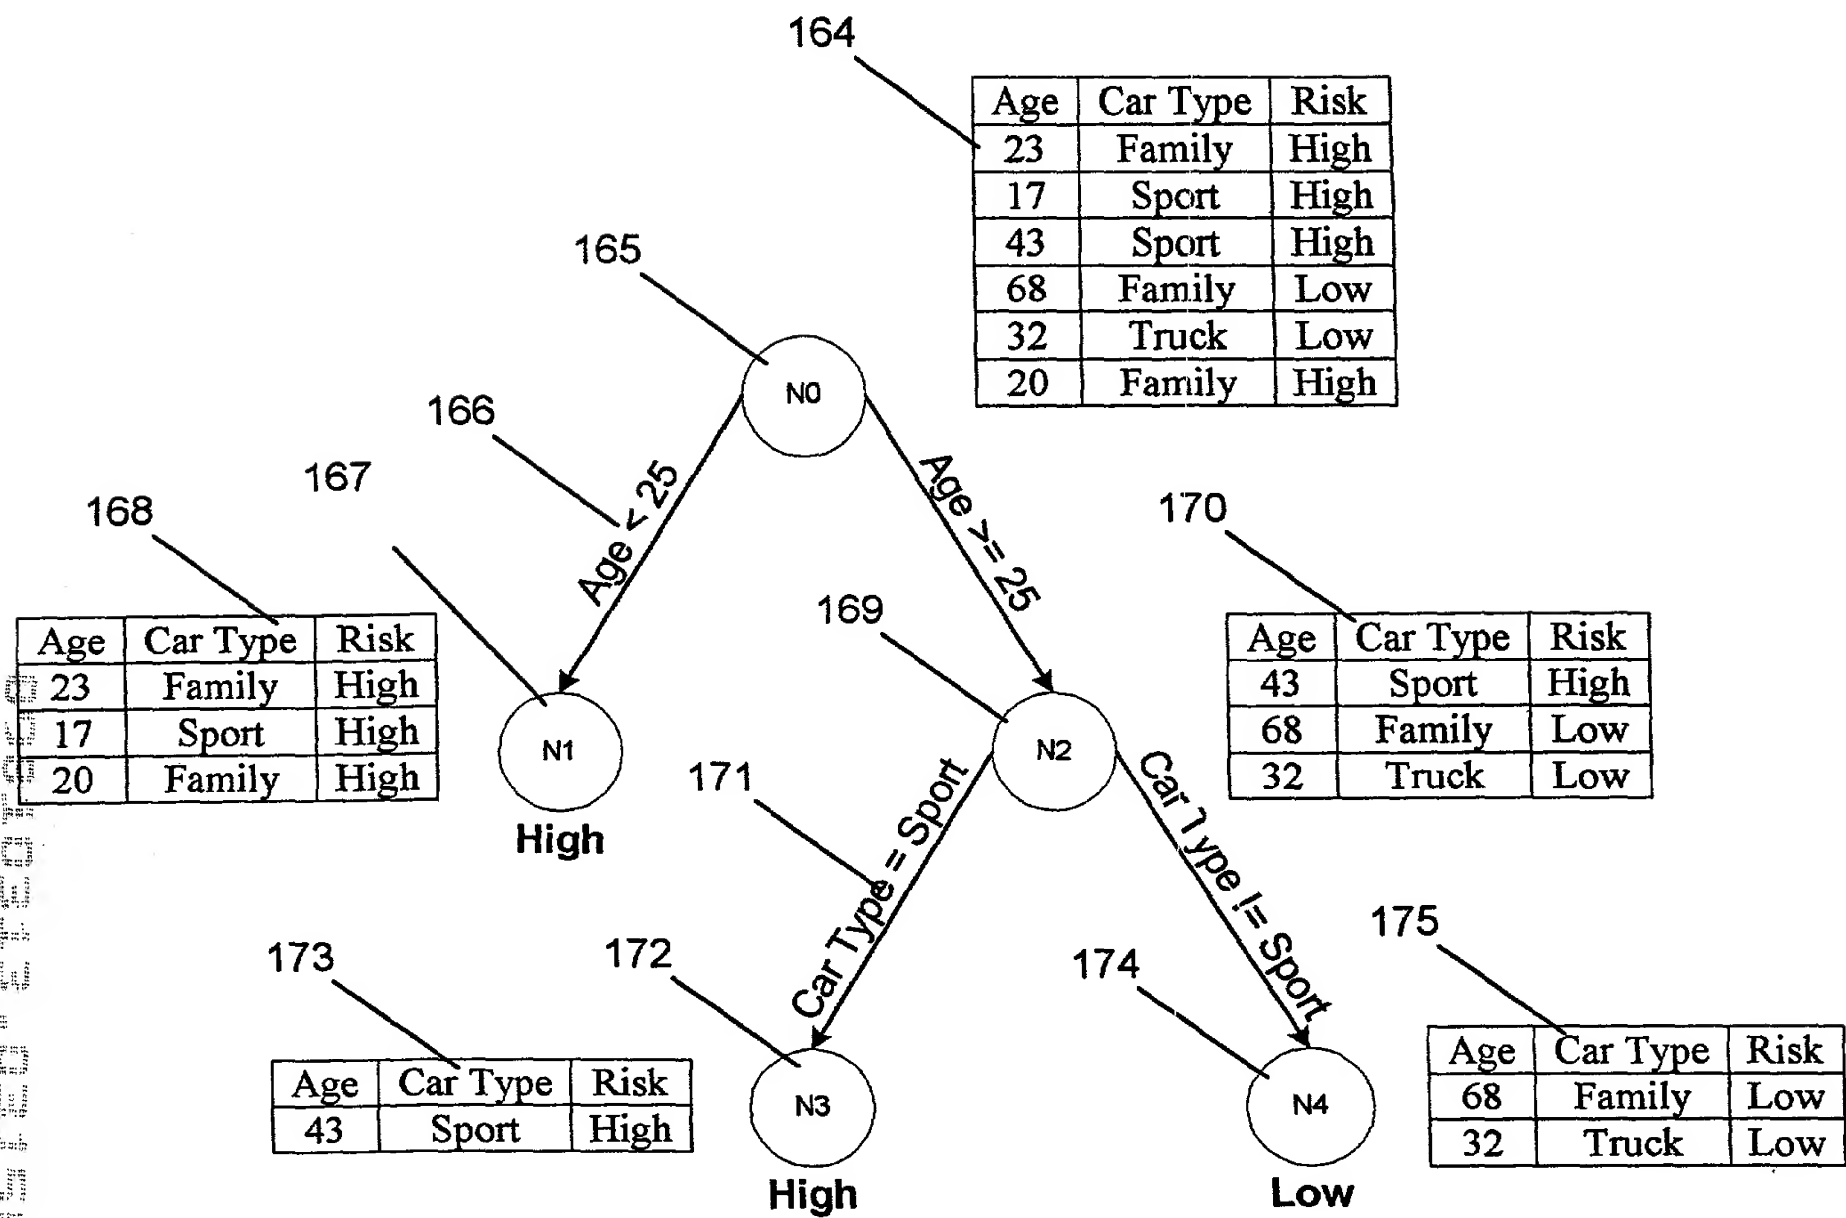 164
Age Car Type Risk
23 Family High
17 Sport High
43 Sport High
68 Family Low
32 Truck Low
20 Family High
165
N0
166
Age < 25
Age >= 25
167
168
Age Car Type Risk
23 Family High
17 Sport High
20 Family High
N1
High
169
N2
170
Age Car Type Risk
43 Sport High
68 Family Low
32 Truck Low
171
Car Type = Sport
Car Type != Sport
173
Age Car Type Risk
43 Sport High
172
N3
High
174
N4
Low
175
Age Car Type Risk
68 Family Low
32 Truck Low